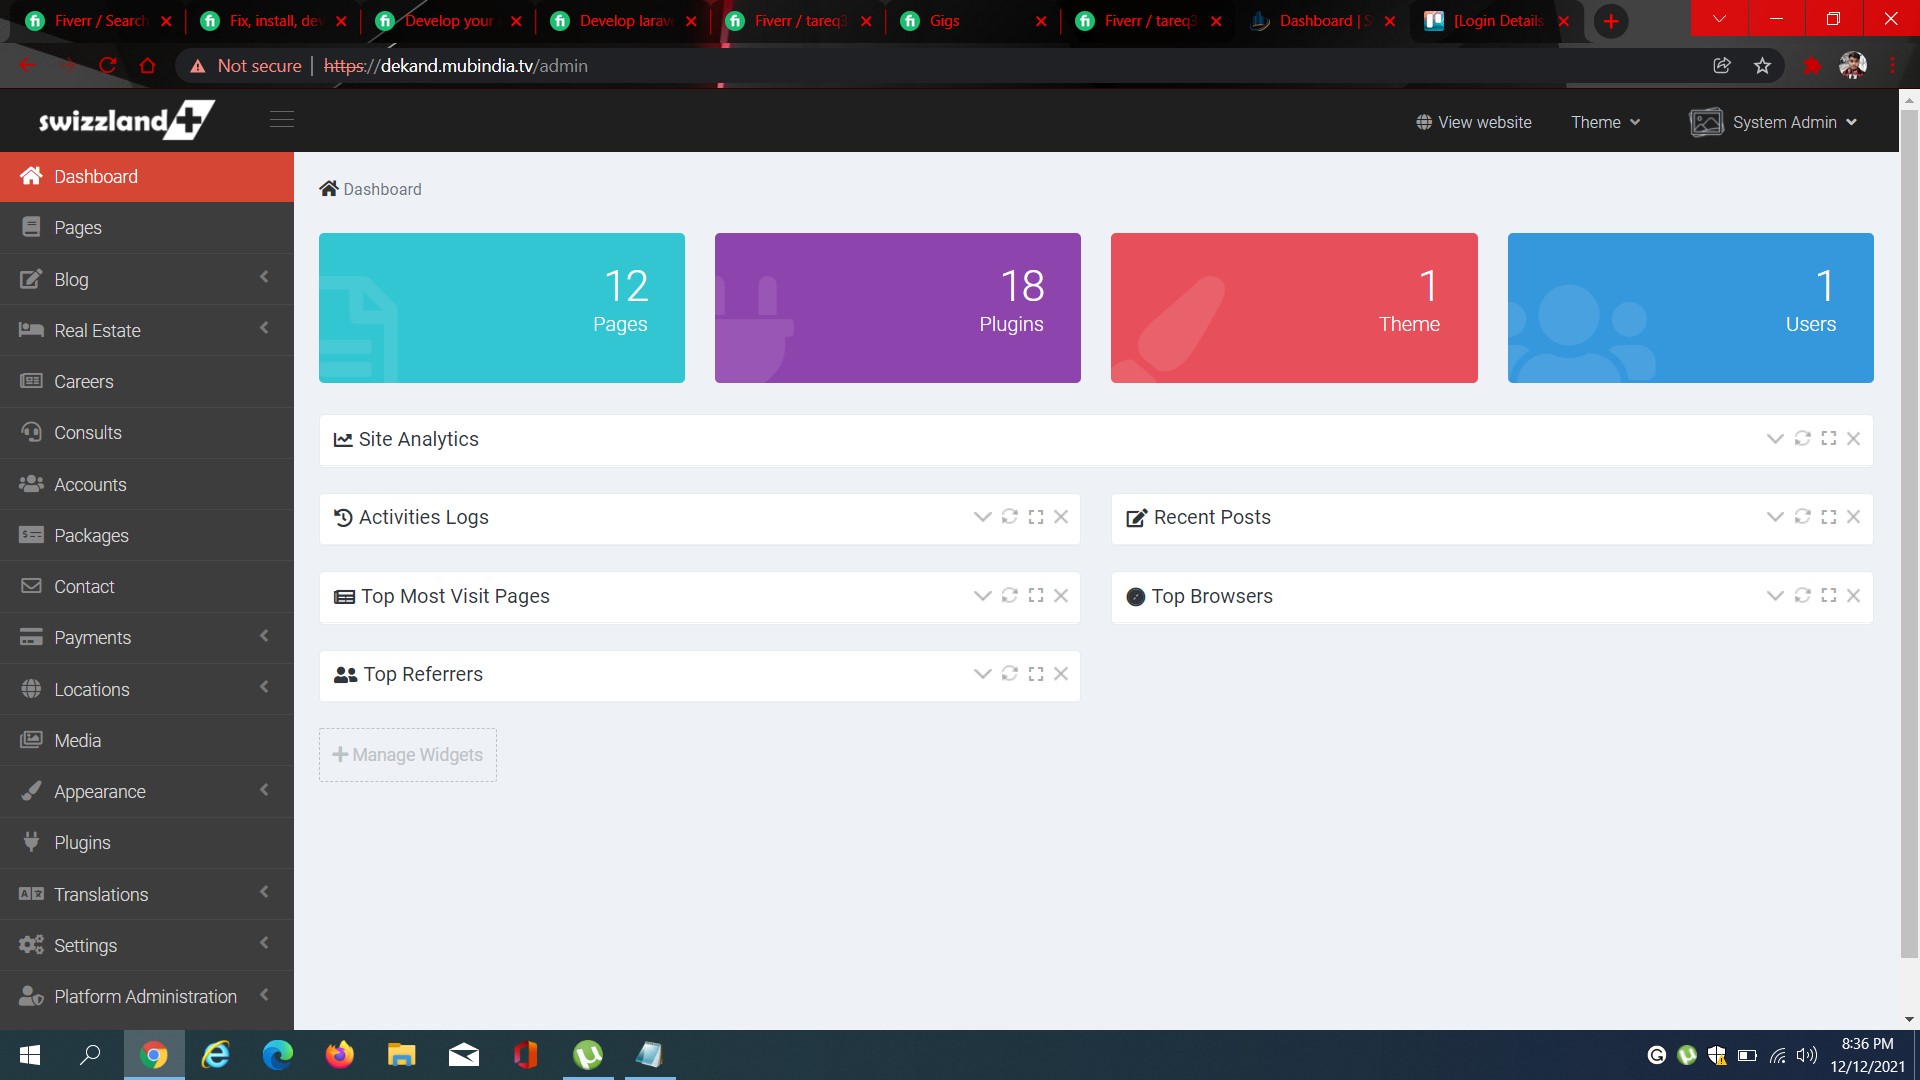 Fiverr / Search
Fix, install, dev
Develop your
Develop larav
Fiverr / tareq3
Gigs
Fiverr / tareq3
Dashboard | S
[Login Details
Not secure | https://dekand.mubindia.tv/admin
swizzland
View website
Theme
System Admin
Dashboard
Pages
Blog
Real Estate
Careers
Consults
Accounts
Packages
Contact
Payments
Locations
Media
Appearance
Plugins
Translations
Settings
Platform Administration
Dashboard
12
Pages
18
Plugins
1
Theme
1
Users
Site Analytics
Activities Logs
Recent Posts
Top Most Visit Pages
Top Browsers
Top Referrers
Manage Widgets
8:36 PM
12/12/2021